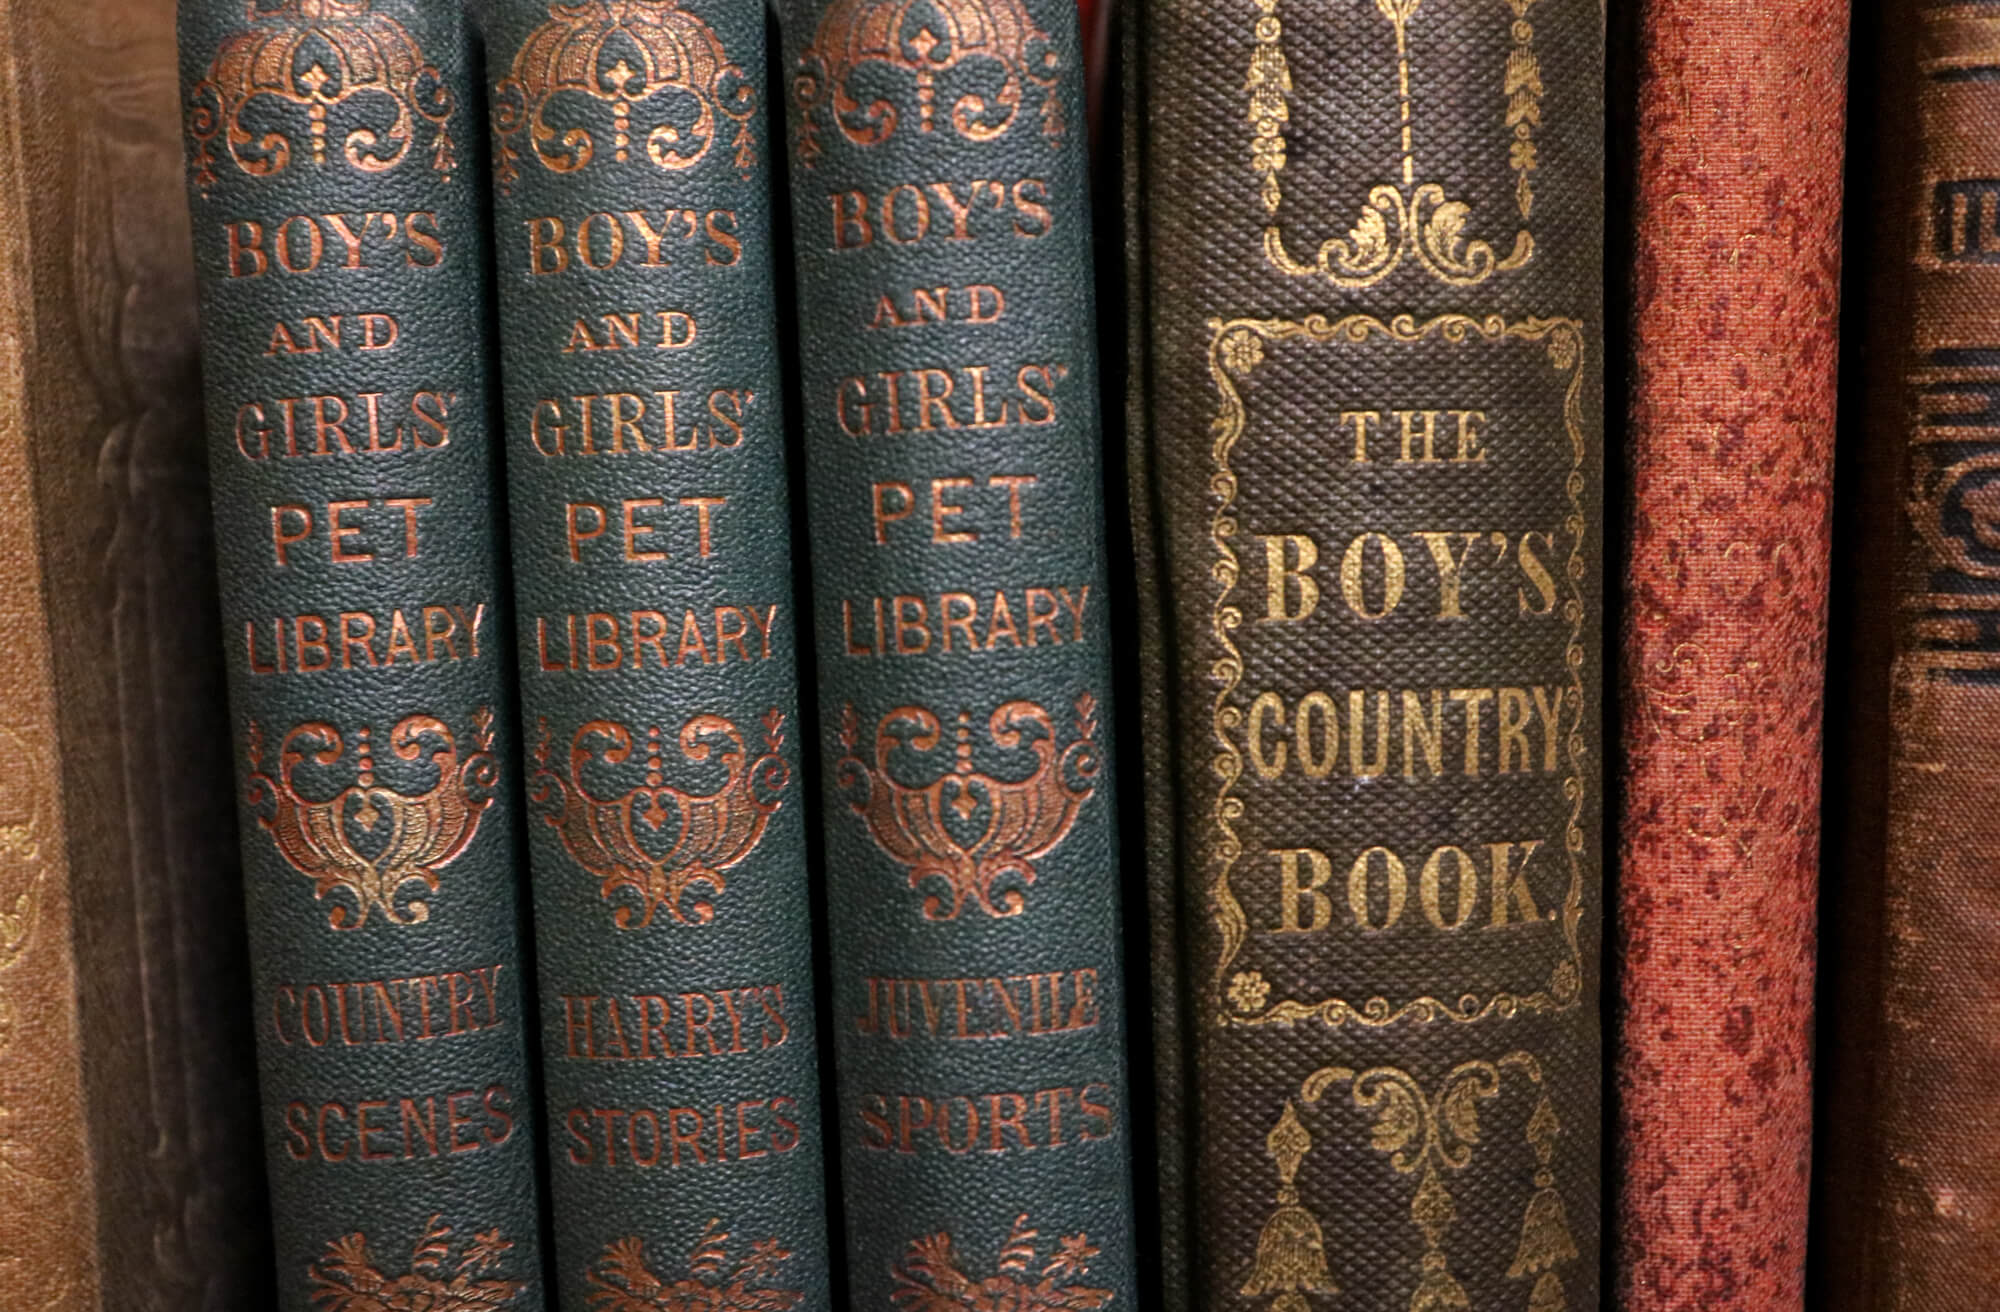 BOY'S
AND
GIRLS'
PET
LIBRARY
COUNTRY
SCENES
BOY'S
AND
GIRLS'
PET
LIBRARY
HARRY'S
STORIES
BOY'S
AND
GIRLS'
PET
LIBRARY
JUVENILE
SPORTS
THE
BOY'S
COUNTRY
BOOK.